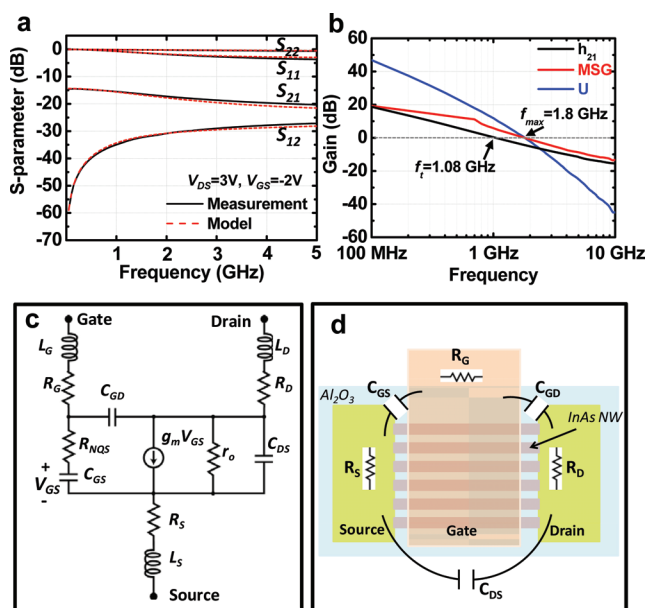 a
S-parameter (dB)
10
0
-10
-20
-30
-40
-50
-60
-70
S22
S11
S21
S12
VDS=3V, VGS=-2V
Measurement
Model
1
2
3
4
5
Frequency (GHz)
b
Gain (dB)
60
40
20
0
-20
-40
-60
h21
MSG
U
fmax=1.8 GHz
ft=1.08 GHz
100 MHz
1 GHz
10 GHz
Frequency
c
Gate
Drain
LG
LD
RG
RD
CGD
RNQS
gmVGS
ro
CDS
+
VGS
-
CGS
RS
LS
Source
d
RG
CGS
CGD
Al2O3
InAs NW
RS
RD
Source
Gate
Drain
CDS